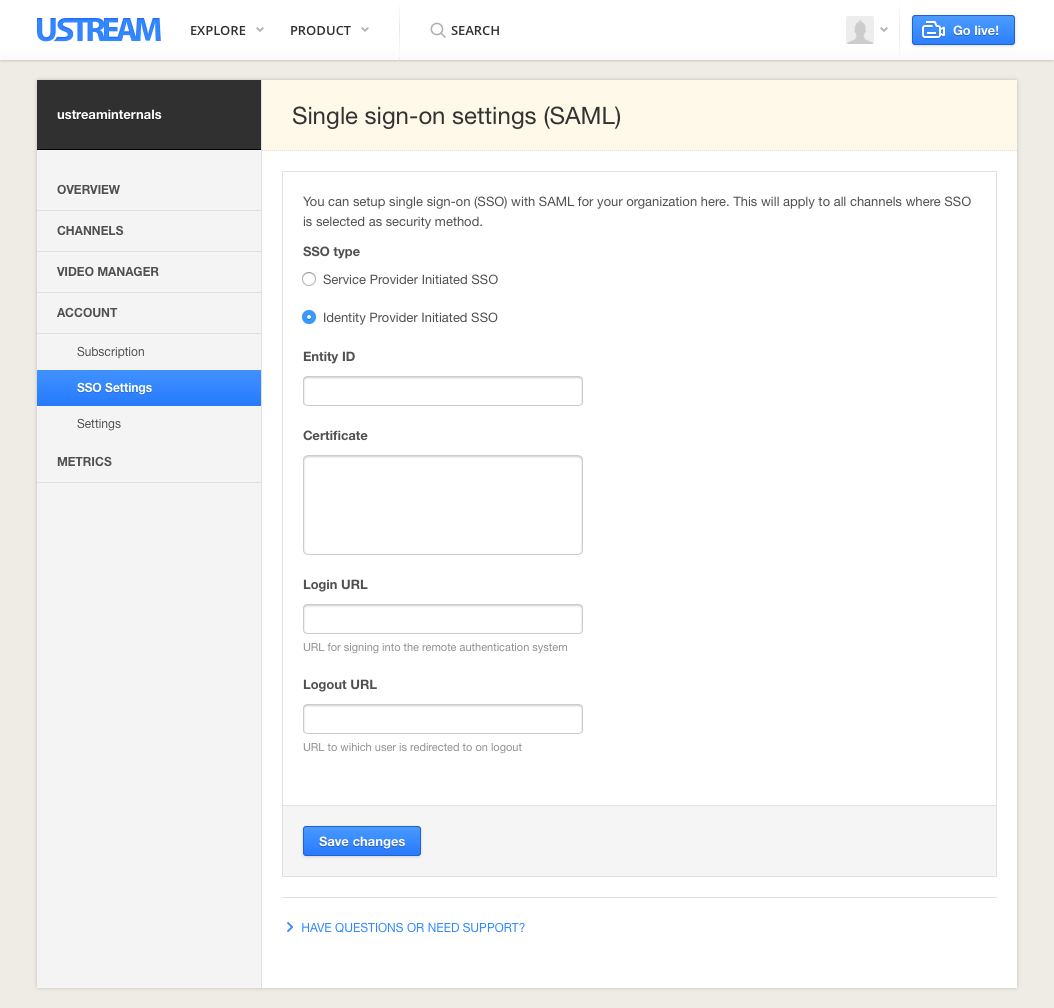 USTREAM
EXPLORE
PRODUCT
SEARCH
Go live!
ustreaminternals
Single sign-on settings (SAML)
OVERVIEW
CHANNELS
VIDEO MANAGER
ACCOUNT
Subscription
SSO Settings
Settings
METRICS
You can setup single sign-on (SSO) with SAML for your organization here. This will apply to all channels where SSO
is selected as security method.
SSO type
Service Provider Initiated SSO
Identity Provider Initiated SSO
Entity ID
Certificate
Login URL
URL for signing into the remote authentication system
Logout URL
URL to wihich user is redirected to on logout
Save changes
HAVE QUESTIONS OR NEED SUPPORT?